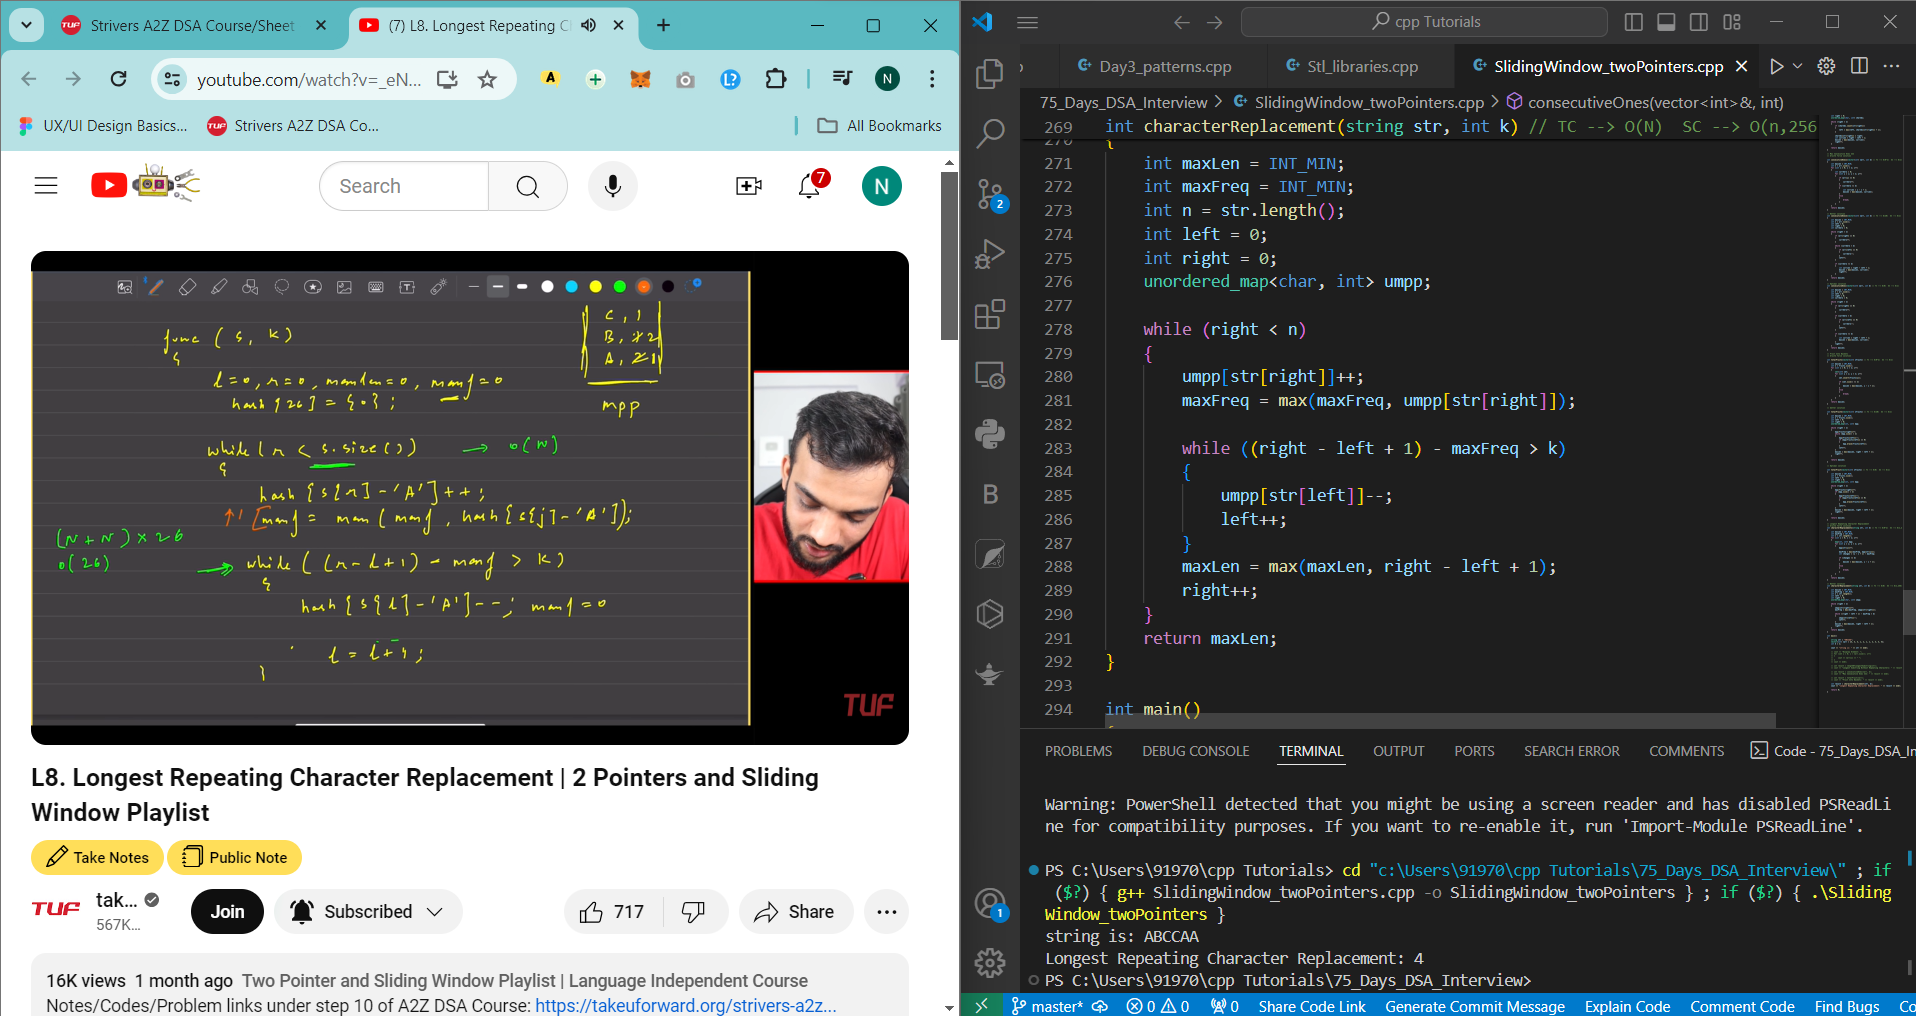 Strivers A2Z DSA Course/Sheet
(7) L8. Longest Repeating C
youtube.com/watch?v=_eN...
UX/UI Design Basics...
Strivers A2Z DSA Co...
All Bookmarks
Search
7
N
func ( s, k)
{
l=0, r=0, maxlen=0, maxf=0
hash [26] = {0} ;
C, 1
B, 2
A, 1
mpp
while ( r < s.size())
→ O(N)
{
hash [s[r] - 'A']++;
maxf = max ( maxf, hash[s[j] - 'A']);
(N+N) × 26
O(26)
while ( (r-l+1) - maxf > k)
{
hash [s[l] - 'A']--; maxf=0
l = l+1;
}
TUF
L8. Longest Repeating Character Replacement | 2 Pointers and Sliding
Window Playlist
Take Notes
Public Note
TUF
tak...
567K...
Join
Subscribed
717
Share
16K views 1 month ago Two Pointer and Sliding Window Playlist | Language Independent Course
Notes/Codes/Problem links under step 10 of A2Z DSA Course: https://takeuforward.org/strivers-a2z...
cpp Tutorials
Day3_patterns.cpp
Stl_libraries.cpp
SlidingWindow_twoPointers.cpp
75_Days_DSA_Interview > SlidingWindow_twoPointers.cpp > consecutiveOnes(vector<int>&, int)
269 int characterReplacement(string str, int k) // TC --> O(N) SC --> O(n,256
270 {
271 int maxLen = INT_MIN;
272 int maxFreq = INT_MIN;
273 int n = str.length();
274 int left = 0;
275 int right = 0;
276 unordered_map<char, int> umpp;
277
278 while (right < n)
279 {
280 umpp[str[right]]++;
281 maxFreq = max(maxFreq, umpp[str[right]]);
282
283 while ((right - left + 1) - maxFreq > k)
284 {
285 umpp[str[left]]--;
286 left++;
287 }
288 maxLen = max(maxLen, right - left + 1);
289 right++;
290 }
291 return maxLen;
292 }
293
294 int main()
PROBLEMS
DEBUG CONSOLE
TERMINAL
OUTPUT
PORTS
SEARCH ERROR
COMMENTS
Code - 75_Days_DSA_In
Warning: PowerShell detected that you might be using a screen reader and has disabled PSReadLi
ne for compatibility purposes. If you want to re-enable it, run 'Import-Module PSReadLine'.
PS C:\Users\91970\cpp Tutorials> cd "c:\Users\91970\cpp Tutorials\75_Days_DSA_Interview\" ; if
($?) { g++ SlidingWindow_twoPointers.cpp -o SlidingWindow_twoPointers } ; if ($?) { .\Sliding
Window_twoPointers }
string is: ABCCAA
Longest Repeating Character Replacement: 4
PS C:\Users\91970\cpp Tutorials\75_Days_DSA_Interview>
master*
0
0
0
Share Code Link
Generate Commit Message
Explain Code
Comment Code
Find Bugs
Co